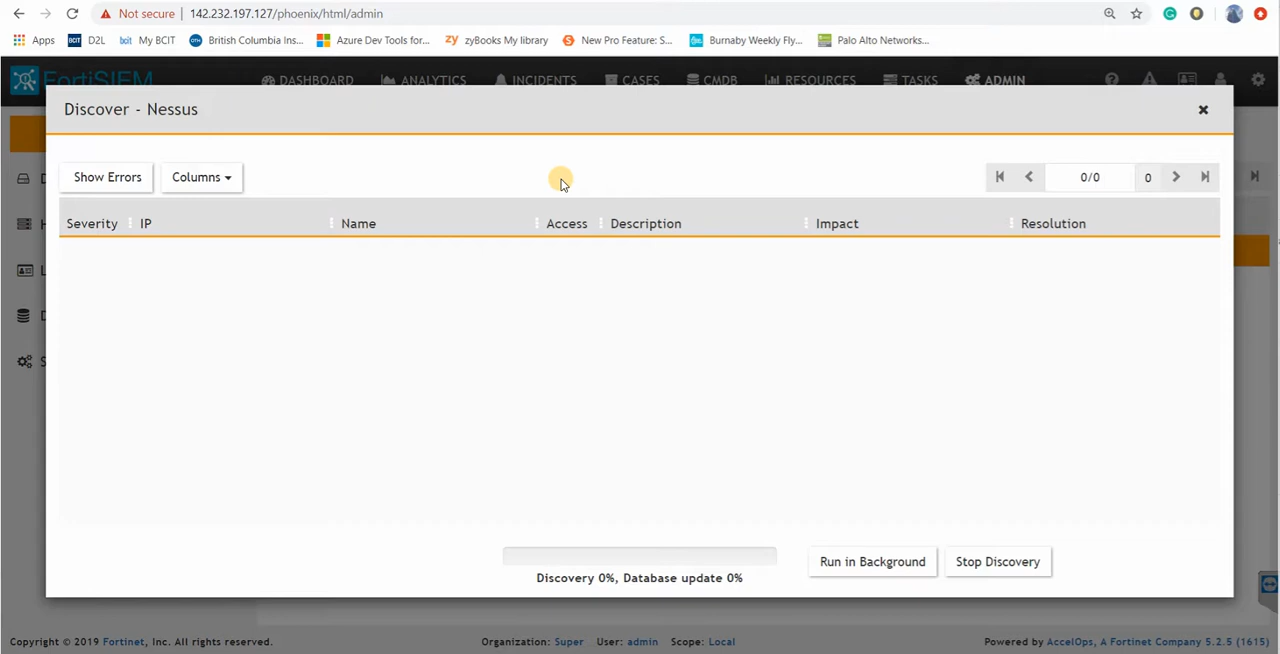 Not secure | 142.232.197.127/phoenix/html/admin
Apps D2L My BCIT British Columbia Ins... Azure Dev Tools for... zyBooks My library New Pro Feature: S... Burnaby Weekly Fly... Palo Alto Networks...
FortiSIEM DASHBOARD ANALYTICS INCIDENTS CASES CMDB RESOURCES TASKS ADMIN
Discover - Nessus
Show Errors Columns 0/0 0
Severity IP Name Access Description Impact Resolution
Run in Background Stop Discovery
Discovery 0%, Database update 0%
Copyright © 2019 Fortinet, Inc. All rights reserved. Organization: Super User: admin Scope: Local Powered by AccelOps, A Fortinet Company 5.2.5 (1615)